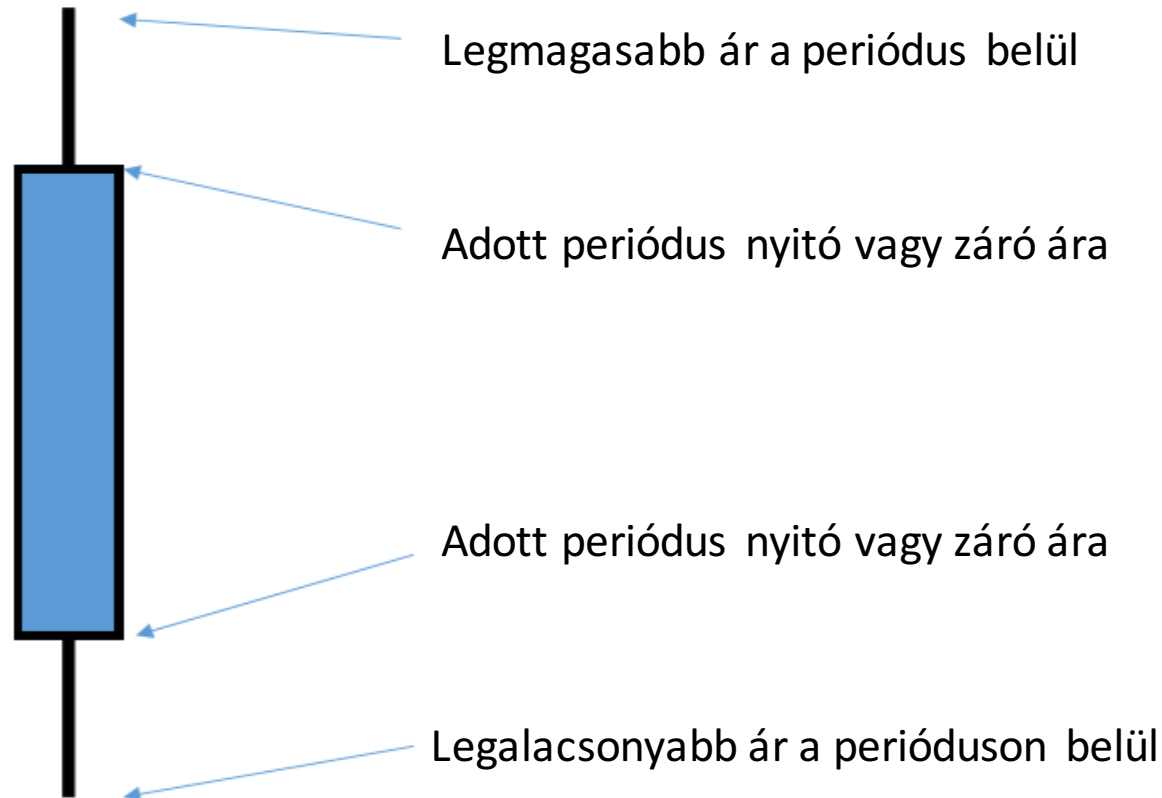 Legmagasabb ár a periódus belül
Adott periódus nyitó vagy záró ára
Adott periódus nyitó vagy záró ára
Legalacsonyabb ár a perióduson belül